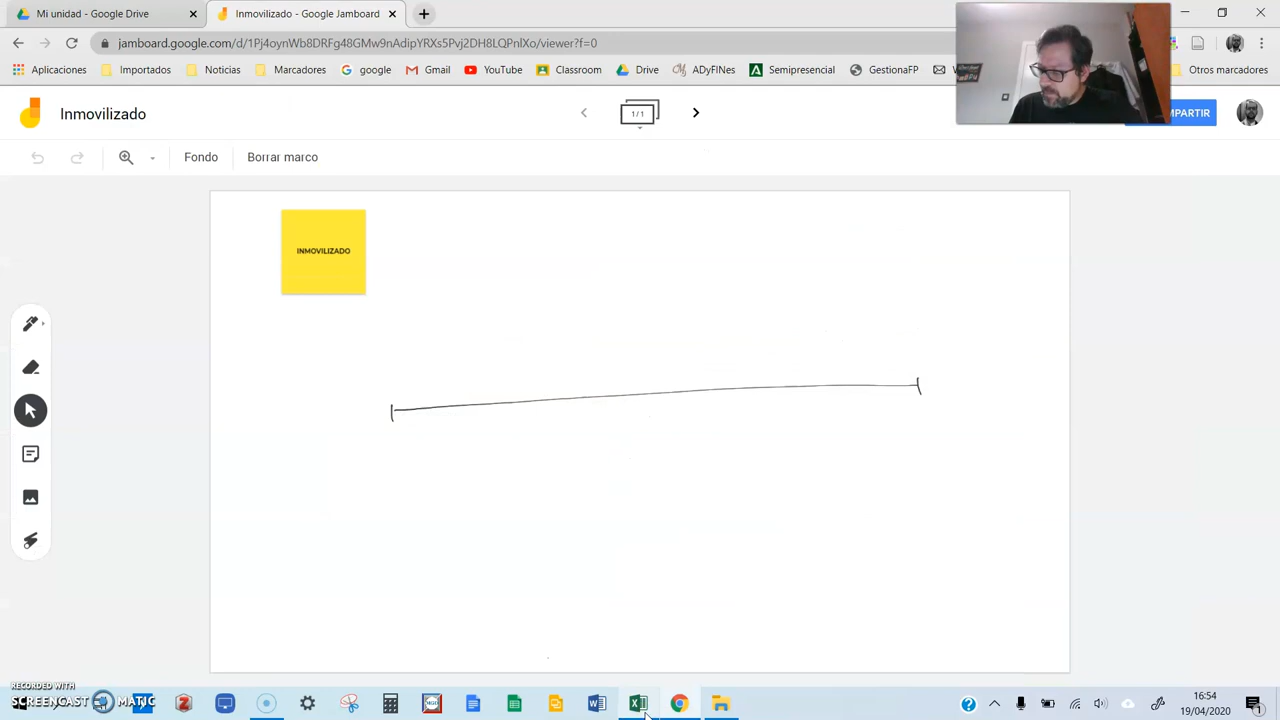 Mi unidad - Google Drive
Inmovilizado - Google Jamboard
jamboard.google.com/d/1Pj4oynWb8DRFg48GMw9nAdipYRXs5Pvj29H8LQPnlXo/viewer?f=0
Aplicaciones
Importados
Noticias
Marcadores
google
Gmail
YouTube
Classroom
Drive
ADyFINes
Semipresencial
GestionaFP
Otros marcadores
Inmovilizado
1/1
MPARTIR
Fondo
Borrar marco
INMOVILIZADO
RECORDED WITH
SCREENCAST MATIC
16:54
19/04/2020
1